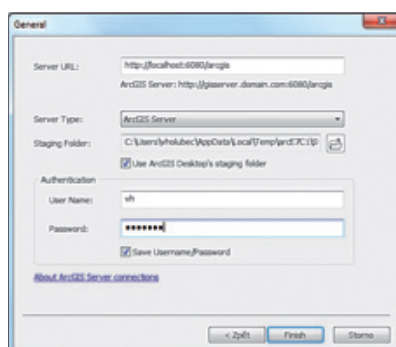 General
Server URL: http://localhost:6080/arcgis
ArcGIS Server: http://gisserver.domain.com:6080/arcgis
Server Type: ArcGIS Server
Staging Folder:
Use ArcGIS Desktop's staging folder
Authentication
User Name: vh
Password: •••••••
Save Username/Password
About ArcGIS Server connections
< Zpět Finish Storno